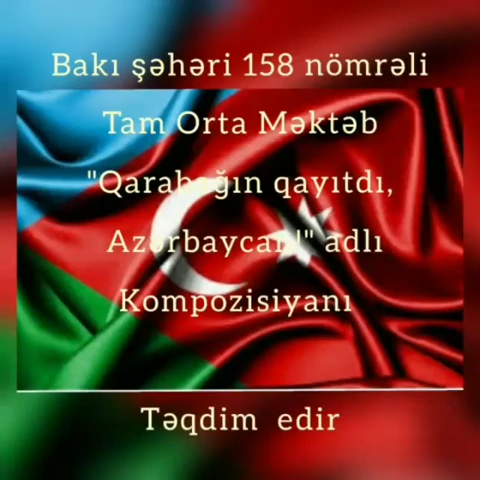 Bakı şəhəri 158 nömrəli
Tam Orta Məktəb
"Qarabağın qayıtdı,
Azərbaycan!" adlı
Kompozisiyanı
Təqdim edir